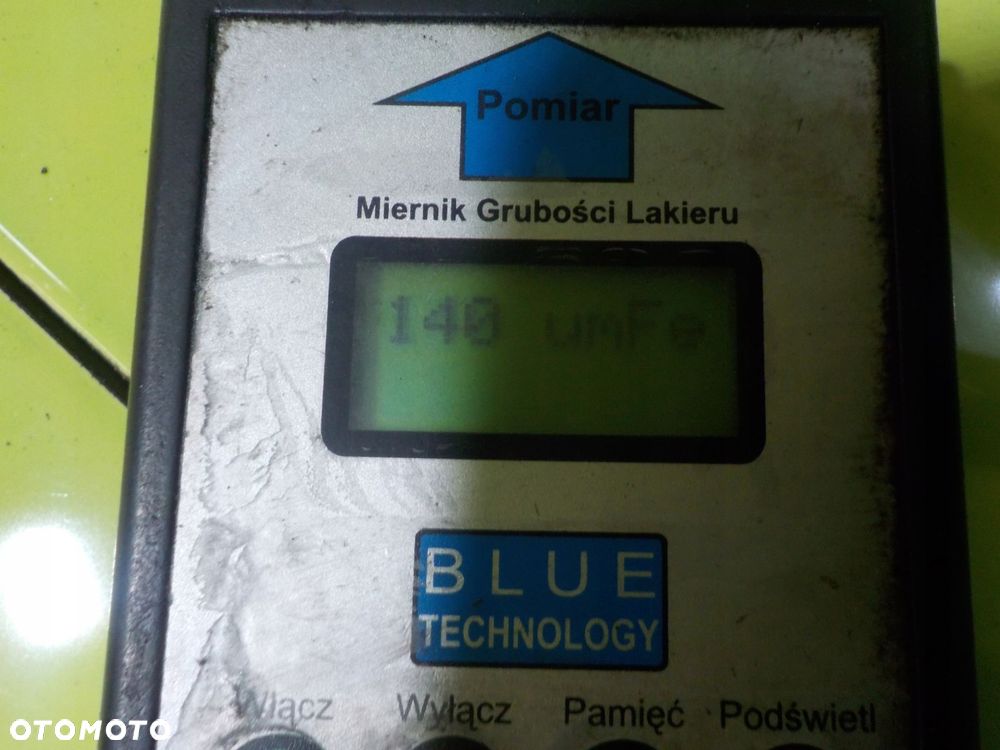 Pomiar
Miernik Grubości Lakieru
140 umFe
BLUE
TECHNOLOGY
Włącz Wyłącz Pamięć Podświetl
OTOMOTO